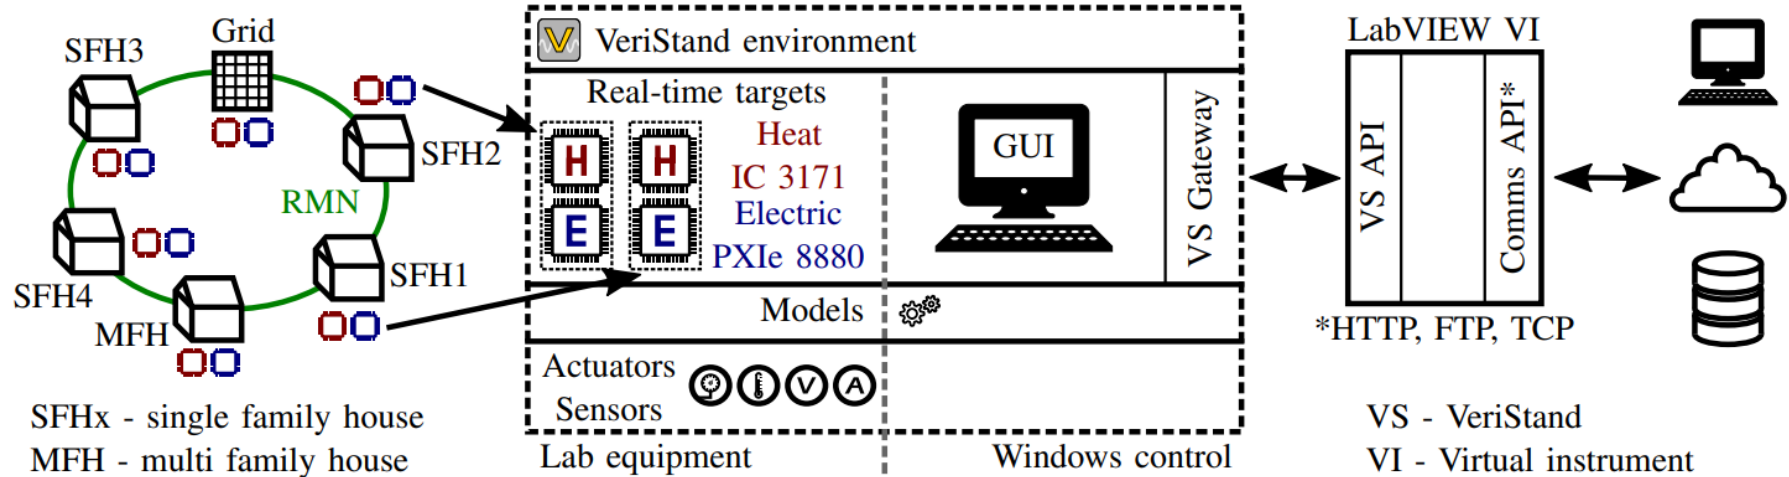 SFH3
Grid
SFH2
RMN
SFH1
SFH4
MFH
SFHx - single family house
MFH - multi family house
V VeriStand environment
Real-time targets
H H
E E
Heat
IC 3171
Electric
PXIe 8880
GUI
VS Gateway
Models
Actuators
Sensors
V A
Lab equipment
Windows control
LabVIEW VI
VS API
Comms API*
*HTTP, FTP, TCP
VS - VeriStand
VI - Virtual instrument